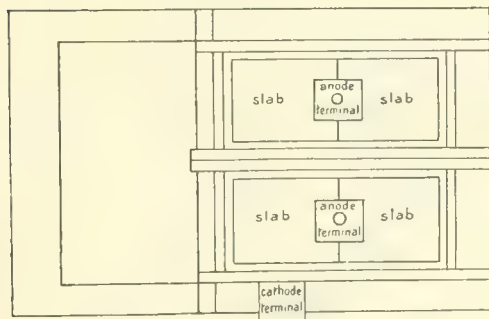 anode
slab slab
terminal
anode
slab slab
terminal
cathode
terminal